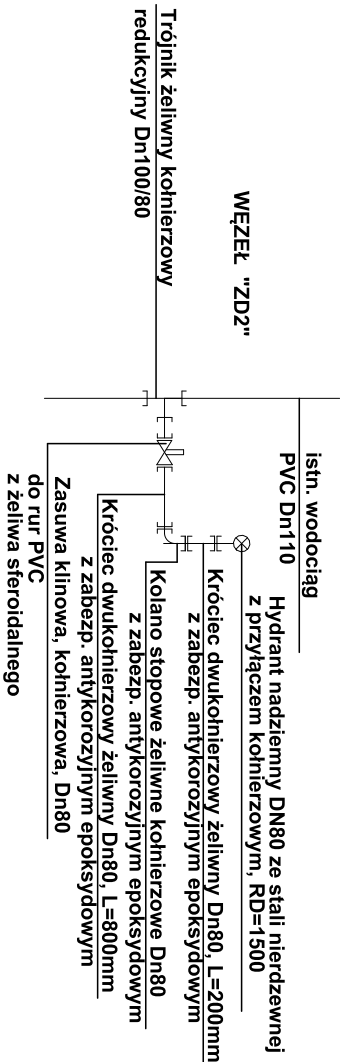 WĘZEŁ "ZD2"
istn. wodociąg
PVC Dn110
Hydrant nadziemny DN80 ze stali nierdzewnej
z przyłączem kołnierzowym, RD=1500
Króciec dwukołnierzowy żeliwny Dn80, L=200mm
z zabezp. antykorozyjnym epoksydowym
Kolano stopowe żeliwne kołnierzowe Dn80
z zabezp. antykorozyjnym epoksydowym
Króciec dwukołnierzowy żeliwny Dn80, L=800mm
z zabezp. antykorozyjnym epoksydowym
Zasuwa klinowa, kołnierzowa, Dn80
do rur PVC
z żeliwa sferoidalnego
Trójnik żeliwny kołnierzowy
redukcyjny Dn100/80